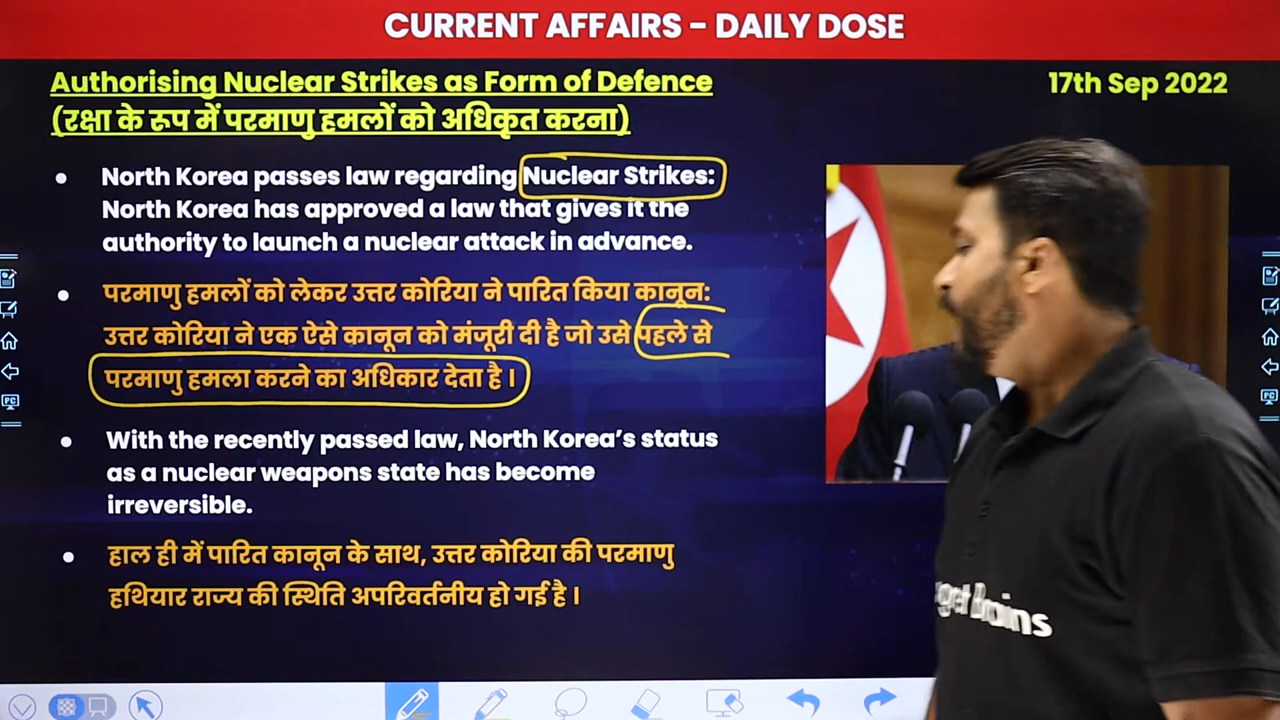 CURRENT AFFAIRS – DAILY DOSE
Authorising Nuclear Strikes as Form of Defence
(रक्षा के रूप में परमाणु हमलों को अधिकृत करना)
17th Sep 2022
• North Korea passes law regarding Nuclear Strikes:
North Korea has approved a law that gives it the
authority to launch a nuclear attack in advance.
• परमाणु हमलों को लेकर उत्तर कोरिया ने पारित किया कानून:
उत्तर कोरिया ने एक ऐसे कानून को मंजूरी दी है जो उसे पहले से
परमाणु हमला करने का अधिकार देता है ।
• With the recently passed law, North Korea's status
as a nuclear weapons state has become
irreversible.
• हाल ही में पारित कानून के साथ, उत्तर कोरिया की परमाणु
हथियार राज्य की स्थिति अपरिवर्तनीय हो गई है ।